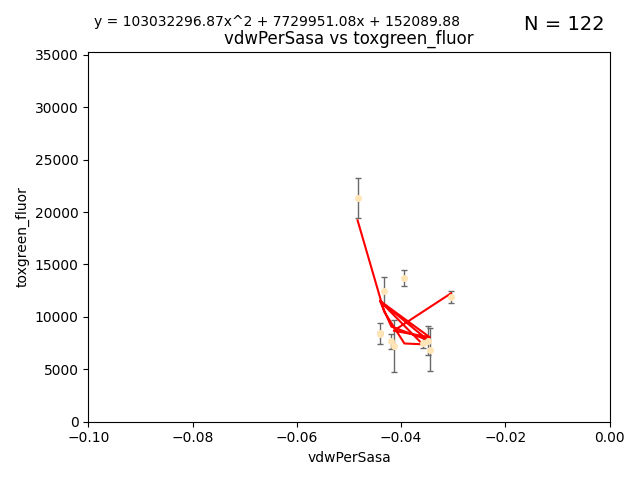 y = 103032296.87x^2 + 7729951.08x + 152089.88
N = 122
vdwPerSasa vs toxgreen_fluor
35000
30000
25000
20000
15000
10000
5000
0
toxgreen_fluor
−0.10 −0.08 −0.06 −0.04 −0.02 0.00
vdwPerSasa